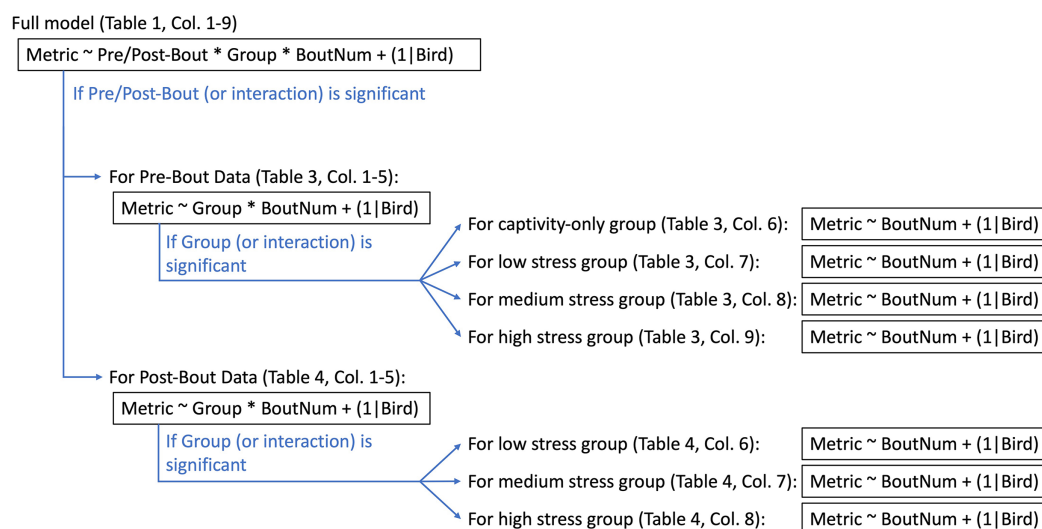 Full model (Table 1, Col. 1-9)
Metric ~ Pre/Post-Bout * Group * BoutNum + (1|Bird)
If Pre/Post-Bout (or interaction) is significant
For Pre-Bout Data (Table 3, Col. 1-5):
Metric ~ Group * BoutNum + (1|Bird)
If Group (or interaction) is
significant
For captivity-only group (Table 3, Col. 6):
Metric ~ BoutNum + (1|Bird)
For low stress group (Table 3, Col. 7):
Metric ~ BoutNum + (1|Bird)
For medium stress group (Table 3, Col. 8):
Metric ~ BoutNum + (1|Bird)
For high stress group (Table 3, Col. 9):
Metric ~ BoutNum + (1|Bird)
For Post-Bout Data (Table 4, Col. 1-5):
Metric ~ Group * BoutNum + (1|Bird)
If Group (or interaction) is
significant
For low stress group (Table 4, Col. 6):
Metric ~ BoutNum + (1|Bird)
For medium stress group (Table 4, Col. 7):
Metric ~ BoutNum + (1|Bird)
For high stress group (Table 4, Col. 8):
Metric ~ BoutNum + (1|Bird)